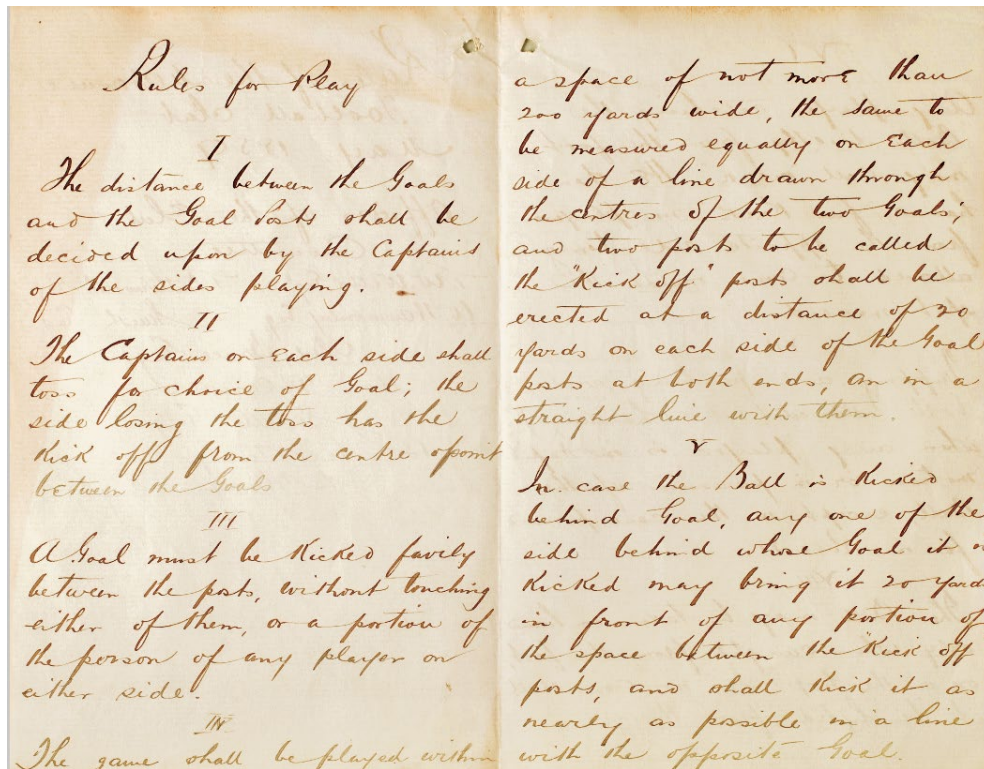 Rules for Play
I
The distance between the Goals
and the Goal Posts shall be
decided upon by the Captains
of the sides playing.
II
The Captains on Each side shall
toss for choice of Goal; the
side losing the toss has the
Kick off from the centre opoint
between the Goals
III
A Goal must be Kicked fairly
between the posts, without touching
either of them, or a portion of
the person of any player on
either side.
IV
The game shall be played within
a space of not more than
200 yards wide, the same to
be measured equally on Each
side of a line drawn through
the centres of the two Goals;
and two posts to be called
the "Kick off" posts shall be
erected at a distance of 20
yards on each side of the Goal
posts at both ends, an in a
straight line with them.
V
In case the Ball is Kicked
behind Goal, any one of the
side behind whose Goal it is
Kicked may bring it 20 yards
in front of any portion of
the space between the "Kick off
posts, and shall Kick it as
nearly as possible in a line
with the opposite Goal.